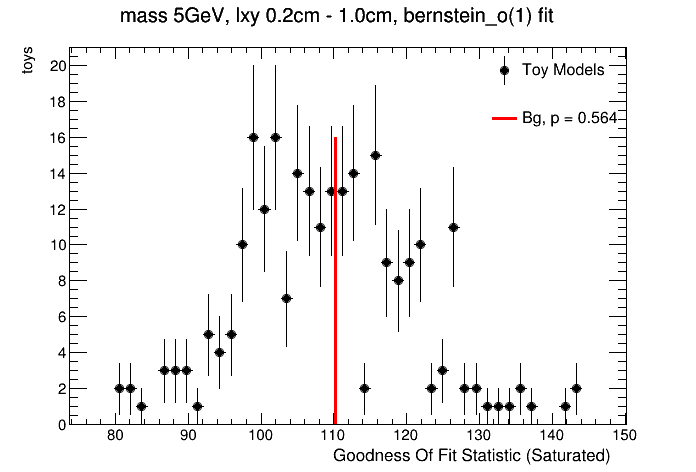 mass 5GeV, lxy 0.2cm - 1.0cm, bernstein_o(1) fit
toys
20
18
16
14
12
10
8
6
4
2
0
Toy Models
Bg, p = 0.564
80 90 100 110 120 130 140 150
Goodness Of Fit Statistic (Saturated)